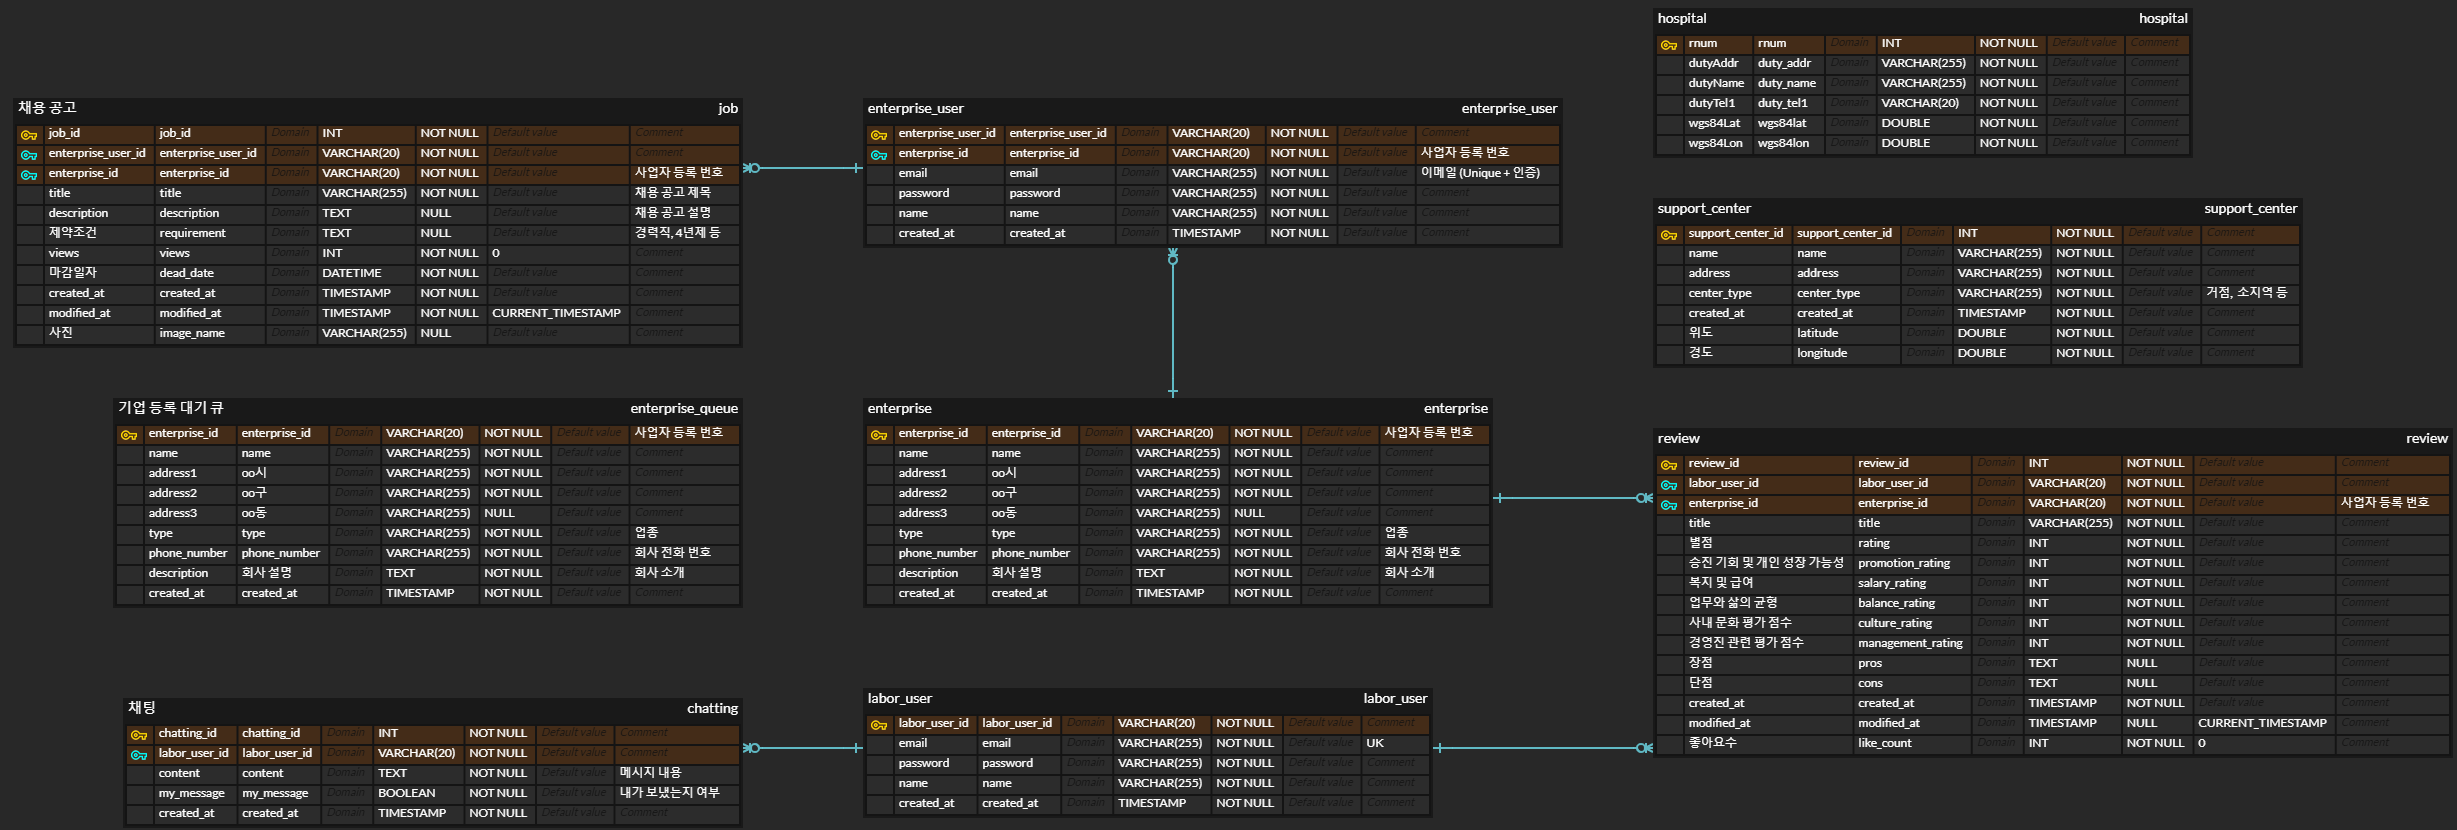 hospital hospital
rnum rnum Domain INT NOT NULL Default value Comment
dutyAddr duty_addr Domain VARCHAR(255) NOT NULL Default value Comment
dutyName duty_name Domain VARCHAR(255) NOT NULL Default value Comment
dutyTel1 duty_tel1 Domain VARCHAR(20) NOT NULL Default value Comment
wgs84Lat wgs84lat Domain DOUBLE NOT NULL Default value Comment
wgs84Lon wgs84lon Domain DOUBLE NOT NULL Default value Comment
채용 공고 job
job_id job_id Domain INT NOT NULL Default value Comment
enterprise_user_id enterprise_user_id Domain VARCHAR(20) NOT NULL Default value Comment
enterprise_id enterprise_id Domain VARCHAR(20) NOT NULL Default value 사업자 등록 번호
title title Domain VARCHAR(255) NOT NULL Default value 채용 공고 제목
description description Domain TEXT NULL Default value 채용 공고 설명
제약조건 requirement Domain TEXT NULL Default value 경력직, 4년제 등
views views Domain INT NOT NULL 0 Comment
마감일자 dead_date Domain DATETIME NOT NULL Default value Comment
created_at created_at Domain TIMESTAMP NOT NULL Default value Comment
modified_at modified_at Domain TIMESTAMP NOT NULL CURRENT_TIMESTAMP Comment
사진 image_name Domain VARCHAR(255) NULL Default value Comment
enterprise_user enterprise_user
enterprise_user_id enterprise_user_id Domain VARCHAR(20) NOT NULL Default value Comment
enterprise_id enterprise_id Domain VARCHAR(20) NOT NULL Default value 사업자 등록 번호
email email Domain VARCHAR(255) NOT NULL Default value 이메일 (Unique + 인증)
password password Domain VARCHAR(255) NOT NULL Default value Comment
name name Domain VARCHAR(255) NOT NULL Default value Comment
created_at created_at Domain TIMESTAMP NOT NULL Default value Comment
support_center support_center
support_center_id support_center_id Domain INT NOT NULL Default value Comment
name name Domain VARCHAR(255) NOT NULL Default value Comment
address address Domain VARCHAR(255) NOT NULL Default value Comment
center_type center_type Domain VARCHAR(255) NOT NULL Default value 거점, 소지역 등
created_at created_at Domain TIMESTAMP NOT NULL Default value Comment
위도 latitude Domain DOUBLE NOT NULL Default value Comment
경도 longitude Domain DOUBLE NOT NULL Default value Comment
기업 등록 대기 큐 enterprise_queue
enterprise_id enterprise_id Domain VARCHAR(20) NOT NULL Default value 사업자 등록 번호
name name Domain VARCHAR(255) NOT NULL Default value Comment
address1 oo시 Domain VARCHAR(255) NOT NULL Default value Comment
address2 oo구 Domain VARCHAR(255) NOT NULL Default value Comment
address3 oo동 Domain VARCHAR(255) NULL Default value Comment
type type Domain VARCHAR(255) NOT NULL Default value 업종
phone_number phone_number Domain VARCHAR(255) NOT NULL Default value 회사 전화 번호
description 회사 설명 Domain TEXT NOT NULL Default value 회사 소개
created_at created_at Domain TIMESTAMP NOT NULL Default value Comment
enterprise enterprise
enterprise_id enterprise_id Domain VARCHAR(20) NOT NULL Default value 사업자 등록 번호
name name Domain VARCHAR(255) NOT NULL Default value Comment
address1 oo시 Domain VARCHAR(255) NOT NULL Default value Comment
address2 oo구 Domain VARCHAR(255) NOT NULL Default value Comment
address3 oo동 Domain VARCHAR(255) NULL Default value Comment
type type Domain VARCHAR(255) NOT NULL Default value 업종
phone_number phone_number Domain VARCHAR(255) NOT NULL Default value 회사 전화 번호
description 회사 설명 Domain TEXT NOT NULL Default value 회사 소개
created_at created_at Domain TIMESTAMP NOT NULL Default value Comment
review review
review_id review_id Domain INT NOT NULL Default value Comment
labor_user_id labor_user_id Domain VARCHAR(20) NOT NULL Default value Comment
enterprise_id enterprise_id Domain VARCHAR(20) NOT NULL Default value 사업자 등록 번호
title title Domain VARCHAR(255) NOT NULL Default value Comment
별점 rating Domain INT NOT NULL Default value Comment
승진 기회 및 개인 성장 가능성 promotion_rating Domain INT NOT NULL Default value Comment
복지 및 급여 salary_rating Domain INT NOT NULL Default value Comment
업무와 삶의 균형 balance_rating Domain INT NOT NULL Default value Comment
사내 문화 평가 점수 culture_rating Domain INT NOT NULL Default value Comment
경영진 관련 평가 점수 management_rating Domain INT NOT NULL Default value Comment
장점 pros Domain TEXT NULL Default value Comment
단점 cons Domain TEXT NULL Default value Comment
created_at created_at Domain TIMESTAMP NOT NULL Default value Comment
modified_at modified_at Domain TIMESTAMP NULL CURRENT_TIMESTAMP Comment
좋아요수 like_count Domain INT NOT NULL 0 Comment
채팅 chatting
chatting_id chatting_id Domain INT NOT NULL Default value Comment
labor_user_id labor_user_id Domain VARCHAR(20) NOT NULL Default value Comment
content content Domain TEXT NOT NULL Default value 메시지 내용
my_message my_message Domain BOOLEAN NOT NULL Default value 내가 보냈는지 여부
created_at created_at Domain TIMESTAMP NOT NULL Default value Comment
labor_user labor_user
labor_user_id labor_user_id Domain VARCHAR(20) NOT NULL Default value Comment
email email Domain VARCHAR(255) NOT NULL Default value UK
password password Domain VARCHAR(255) NOT NULL Default value Comment
name name Domain VARCHAR(255) NOT NULL Default value Comment
created_at created_at Domain TIMESTAMP NOT NULL Default value Comment